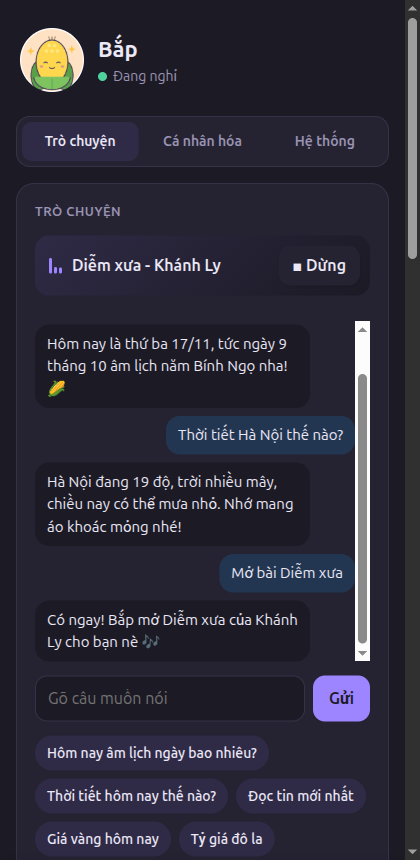 Bắp
Đang nghỉ
Trò chuyện
Cá nhân hóa
Hệ thống
TRÒ CHUYỆN
Diễm xưa - Khánh Ly
Dừng
Hôm nay là thứ ba 17/11, tức ngày 9
tháng 10 âm lịch năm Bính Ngọ nha!
🌽
Thời tiết Hà Nội thế nào?
Hà Nội đang 19 độ, trời nhiều mây,
chiều nay có thể mưa nhỏ. Nhớ mang
áo khoác mỏng nhé!
Mở bài Diễm xưa
Có ngay! Bắp mở Diễm xưa của Khánh
Ly cho bạn nè 🎶
Gõ câu muốn nói
Gửi
Hôm nay âm lịch ngày bao nhiêu?
Thời tiết hôm nay thế nào?
Đọc tin mới nhất
Giá vàng hôm nay
Tỷ giá đô la